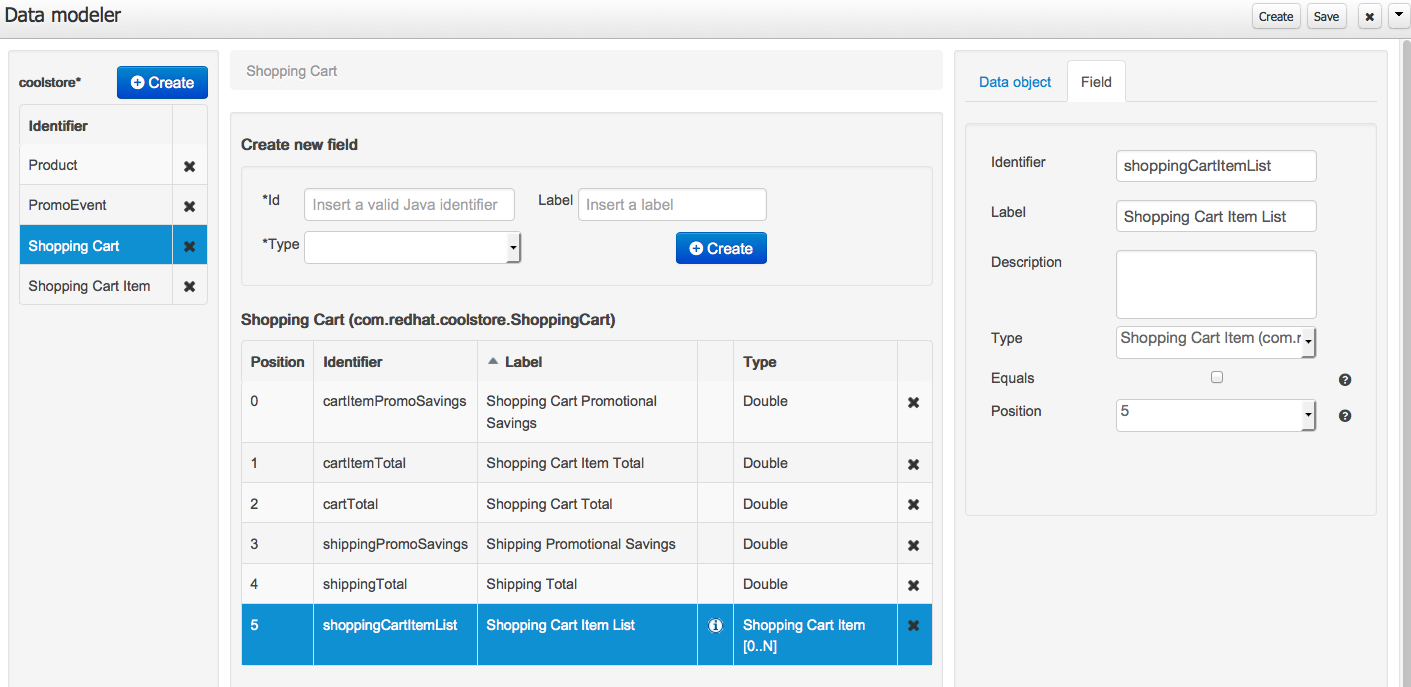 Data modeler
Create Save
coolstore*
Create
Identifier
Product
PromoEvent
Shopping Cart
Shopping Cart Item
Shopping Cart
Create new field
*Id Insert a valid Java identifier Label Insert a label
*Type
Create
Shopping Cart (com.redhat.coolstore.ShoppingCart)
Position Identifier Label Type
0 cartItemPromoSavings Shopping Cart Promotional Double
Savings
1 cartItemTotal Shopping Cart Item Total Double
2 cartTotal Shopping Cart Total Double
3 shippingPromoSavings Shipping Promotional Savings Double
4 shippingTotal Shipping Total Double
5 shoppingCartItemList Shopping Cart Item List Shopping Cart Item
[0..N]
Data object Field
Identifier shoppingCartItemList
Label Shopping Cart Item List
Description
Type Shopping Cart Item (com.r
Equals
Position 5